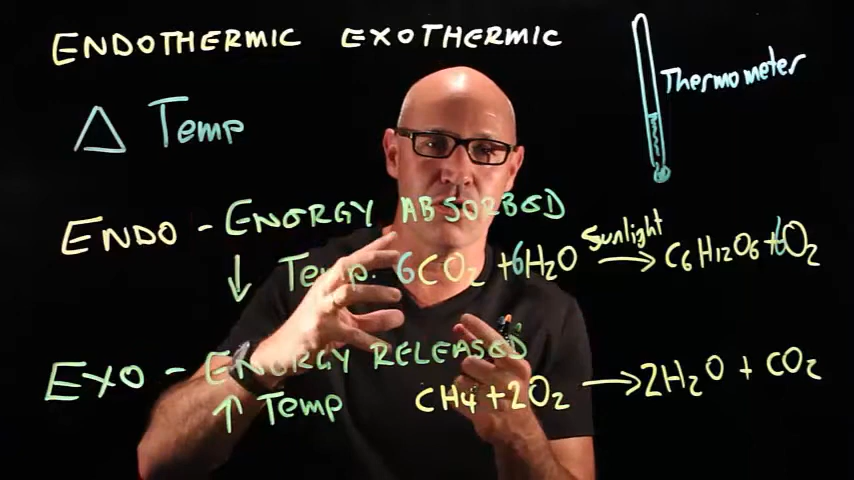 ENDOTHERMIC EXOTHERMIC
Thermometer
Δ Temp
ENDO - ENERGY ABSORBED
↓ Temp. 6CO₂ + 6H₂O Sunlight → C₆H₁₂O₆ + 6O₂
EXO - ENERGY RELEASED
↑ Temp CH₄ + 2O₂ → 2H₂O + CO₂